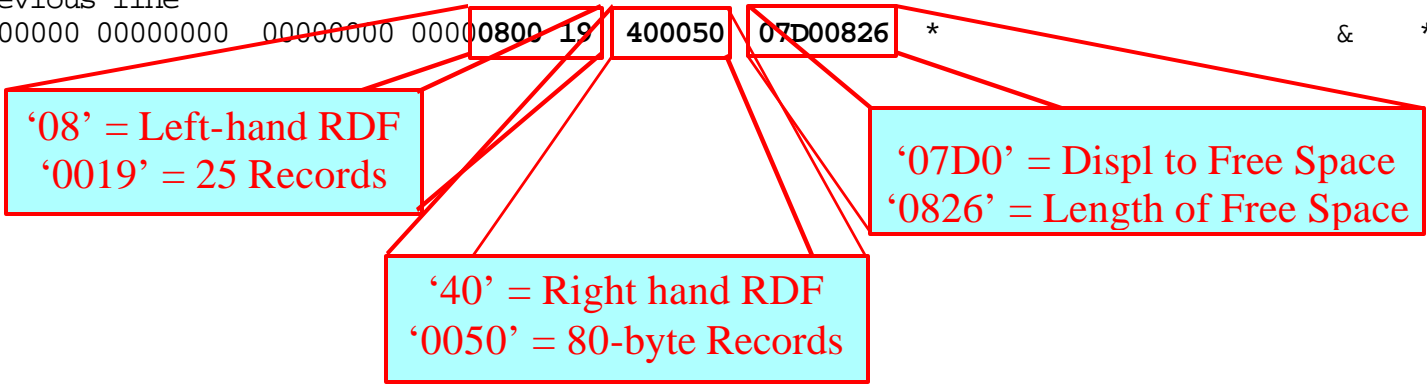 evious line
00000 00000000 00000000 00000800 19 400050 07D00826 * & *
‘08’ = Left-hand RDF
‘0019’ = 25 Records
‘07D0’ = Displ to Free Space
‘0826’ = Length of Free Space
‘40’ = Right hand RDF
‘0050’ = 80-byte Records